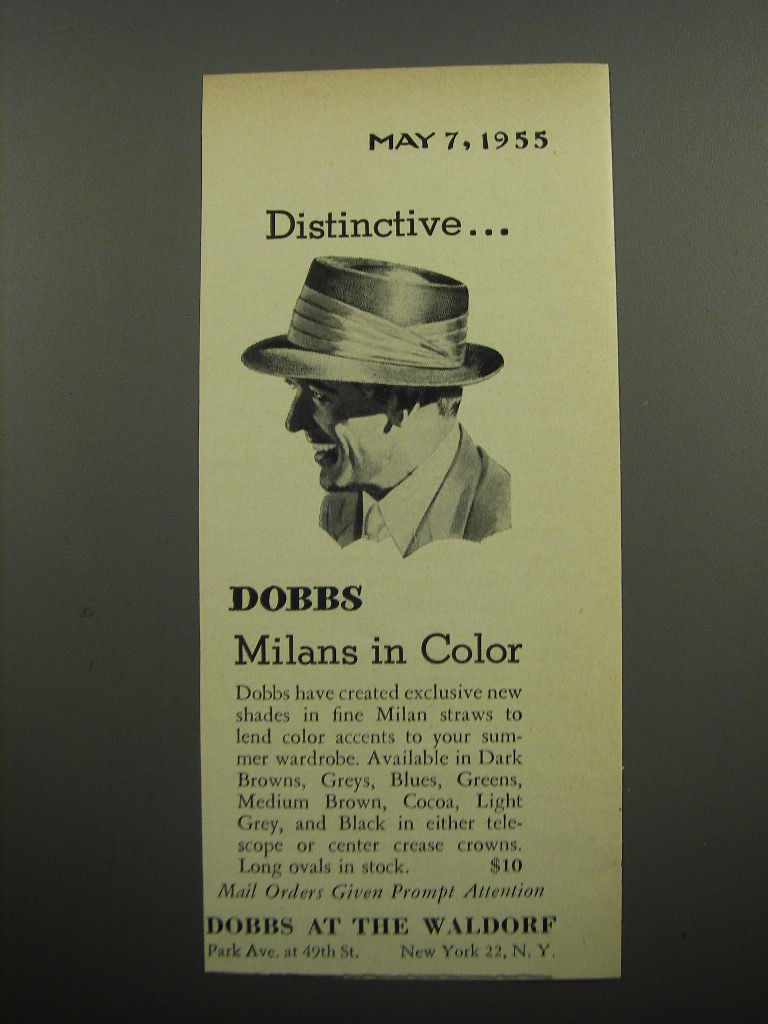 MAY 7, 1955
Distinctive...
DOBBS
Milans in Color
Dobbs have created exclusive new
shades in fine Milan straws to
lend color accents to your sum-
mer wardrobe. Available in Dark
Browns, Greys, Blues, Greens,
Medium Brown, Cocoa, Light
Grey, and Black in either tele-
scope or center crease crowns.
Long ovals in stock. $10
Mail Orders Given Prompt Attention
DOBBS AT THE WALDORF
Park Ave. at 49th St. New York 22, N. Y.